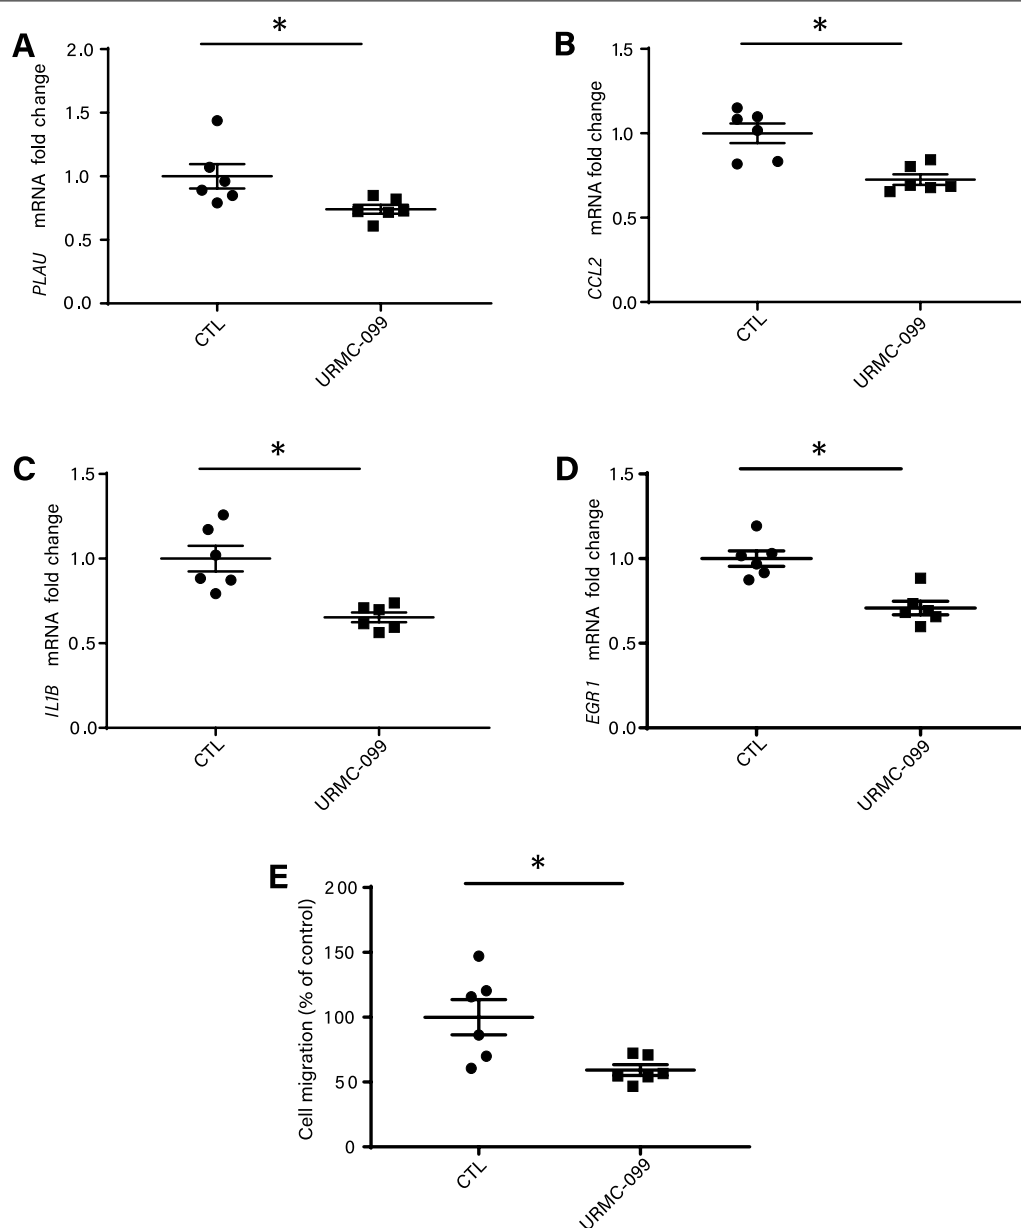 A
*
PLAU mRNA fold change
2.0
1.5
1.0
0.5
0.0
CTL
URMC-099
B
*
CCL2 mRNA fold change
1.5
1.0
0.5
0.0
CTL
URMC-099
C
*
IL1B mRNA fold change
1.5
1.0
0.5
0.0
CTL
URMC-099
D
*
EGR1 mRNA fold change
1.5
1.0
0.5
0.0
CTL
URMC-099
E
*
Cell migration (% of control)
200
150
100
50
0
CTL
URMC-099